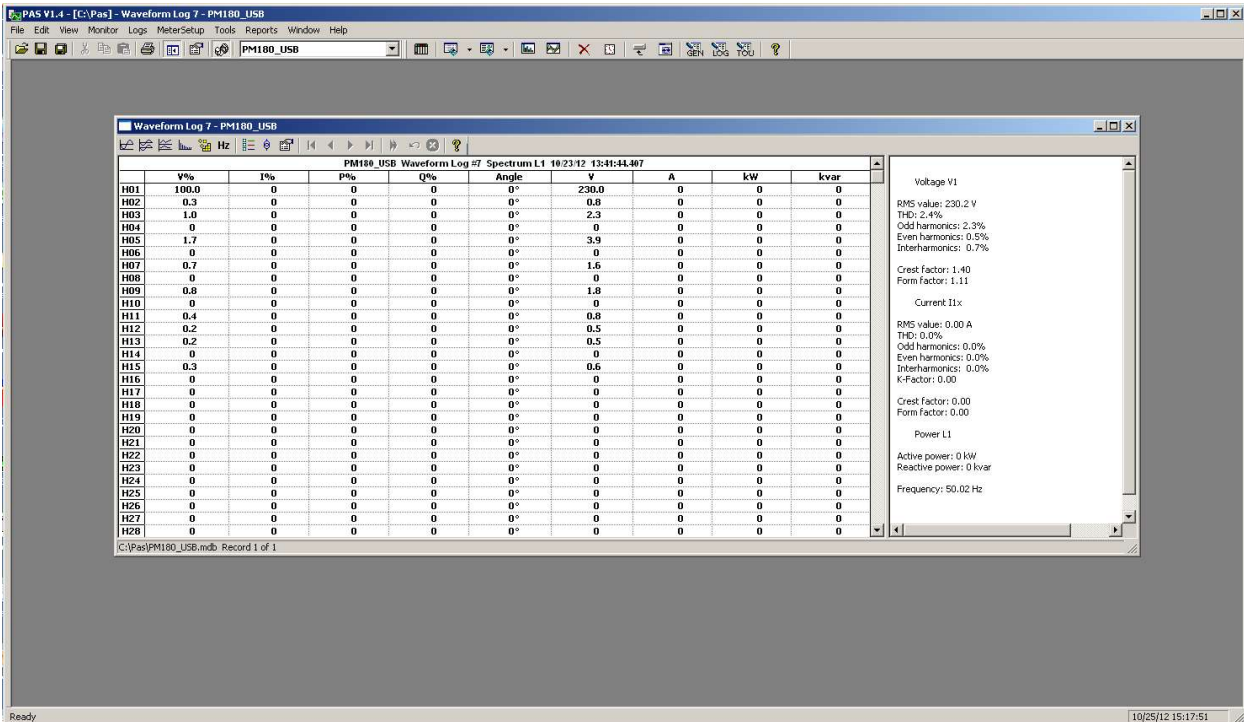 PAS V1.4 - [C:\Pas] - Waveform Log 7 - PM180_USB
File Edit View Monitor Logs MeterSetup Tools Reports Window Help
PM180_USB
GEN LOG TOU
Waveform Log 7 - PM180_USB
Hz
PM180_USB Waveform Log #7 Spectrum L1 10/23/12 13:41:44.407
V% I% P% Q% Angle V A kW kvar
H01 100.0 0 0 0 0° 230.0 0 0 0
H02 0.3 0 0 0 0° 0.8 0 0 0
H03 1.0 0 0 0 0° 2.3 0 0 0
H04 0 0 0 0 0° 0 0 0 0
H05 1.7 0 0 0 0° 3.9 0 0 0
H06 0 0 0 0 0° 0 0 0 0
H07 0.7 0 0 0 0° 1.6 0 0 0
H08 0 0 0 0 0° 0 0 0 0
H09 0.8 0 0 0 0° 1.8 0 0 0
H10 0 0 0 0 0° 0 0 0 0
H11 0.4 0 0 0 0° 0.8 0 0 0
H12 0.2 0 0 0 0° 0.5 0 0 0
H13 0.2 0 0 0 0° 0.5 0 0 0
H14 0 0 0 0 0° 0 0 0 0
H15 0.3 0 0 0 0° 0.6 0 0 0
H16 0 0 0 0 0° 0 0 0 0
H17 0 0 0 0 0° 0 0 0 0
H18 0 0 0 0 0° 0 0 0 0
H19 0 0 0 0 0° 0 0 0 0
H20 0 0 0 0 0° 0 0 0 0
H21 0 0 0 0 0° 0 0 0 0
H22 0 0 0 0 0° 0 0 0 0
H23 0 0 0 0 0° 0 0 0 0
H24 0 0 0 0 0° 0 0 0 0
H25 0 0 0 0 0° 0 0 0 0
H26 0 0 0 0 0° 0 0 0 0
H27 0 0 0 0 0° 0 0 0 0
H28 0 0 0 0 0° 0 0 0 0
Voltage V1
RMS value: 230.2 V
THD: 2.4%
Odd harmonics: 2.3%
Even harmonics: 0.5%
Interharmonics: 0.7%
Crest factor: 1.40
Form factor: 1.11
Current I1x
RMS value: 0.00 A
THD: 0.0%
Odd harmonics: 0.0%
Even harmonics: 0.0%
Interharmonics: 0.0%
K-Factor: 0.00
Crest factor: 0.00
Form factor: 0.00
Power L1
Active power: 0 kW
Reactive power: 0 kvar
Frequency: 50.02 Hz
C:\Pas\PM180_USB.mdb Record 1 of 1
Ready
10/25/12 15:17:51